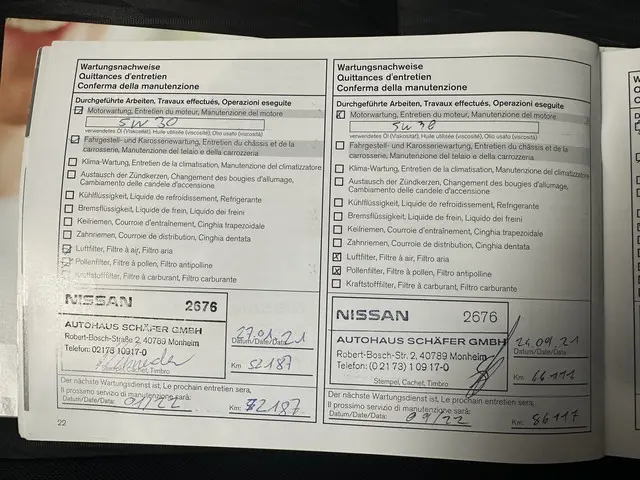 Wartungsnachweise
Quittances d'entretien
Conferma della manutenzione
Durchgeführte Arbeiten, Travaux effectués, Operazioni eseguite
Motorwartung, Entretien du moteur, Manutenzione del motore
5W30
verwendetes Öl (Viskosität), Huile utilisée (viscosité), Olio usato (viscosità)
Fahrgestell- und Karosseriewartung, Entretien du châssis et de la
carrosserie, Manutenzione del telaio e della carrozzeria
Klima-Wartung, Entretien de la climatisation, Manutenzione del climatizzatore
Austausch der Zündkerzen, Changement des bougies d'allumage,
Cambiamento delle candele d'accensione
Kühlflüssigkeit, Liquide de refroidissement, Refrigerante
Bremsflüssigkeit, Liquide de frein, Liquido dei freini
Keilriemen, Courroie d'entraînement, Cinghia trapezoidale
Zahnriemen, Courroie de distribution, Cinghia dentata
Luftfilter, Filtre à air, Filtro aria
Pollenfilter, Filtre à pollen, Filtro antipolline
Kraftstofffilter, Filtre à carburant, Filtro carburante
NISSAN 2676
AUTOHAUS SCHÄFER GMBH
Robert-Bosch-Straße 2, 40789 Monheim
Telefon: 02173 10917-0
Stempel, Cachet, Timbro
27.01.21
Datum/Date/Data:
Km: 52187
Der nächste Wartungsdienst ist, Le prochain entretien sera,
Il prossimo servizio di manutenzione sarà:
Datum/Date/Data: 01/22 Km: 72187
22
Wartungsnachweise
Quittances d'entretien
Conferma della manutenzione
Durchgeführte Arbeiten, Travaux effectués, Operazioni eseguite
Motorwartung, Entretien du moteur, Manutenzione del motore
5W30
verwendetes Öl (Viskosität), Huile utilisée (viscosité), Olio usato (viscosità)
Fahrgestell- und Karosseriewartung, Entretien du châssis et de la
carrosserie, Manutenzione del telaio e della carrozzeria
Klima-Wartung, Entretien de la climatisation, Manutenzione del climatizzatore
Austausch der Zündkerzen, Changement des bougies d'allumage,
Cambiamento delle candele d'accensione
Kühlflüssigkeit, Liquide de refroidissement, Refrigerante
Bremsflüssigkeit, Liquide de frein, Liquido dei freini
Keilriemen, Courroie d'entraînement, Cinghia trapezoidale
Zahnriemen, Courroie de distribution, Cinghia dentata
Luftfilter, Filtre à air, Filtro aria
Pollenfilter, Filtre à pollen, Filtro antipolline
Kraftstofffilter, Filtre à carburant, Filtro carburante
NISSAN 2676
AUTOHAUS SCHÄFER GMBH
Robert-Bosch-Str. 2, 40789 Monheim
Telefon: (0 21 73) 1 09 17-0
Stempel, Cachet, Timbro
Datum/Date/Data:
Km:
Der nächste Wartungsdienst ist, Le prochain entretien sera,
Il prossimo servizio di manutenzione sarà:
Datum/Date/Data: 09/22 Km: 86117